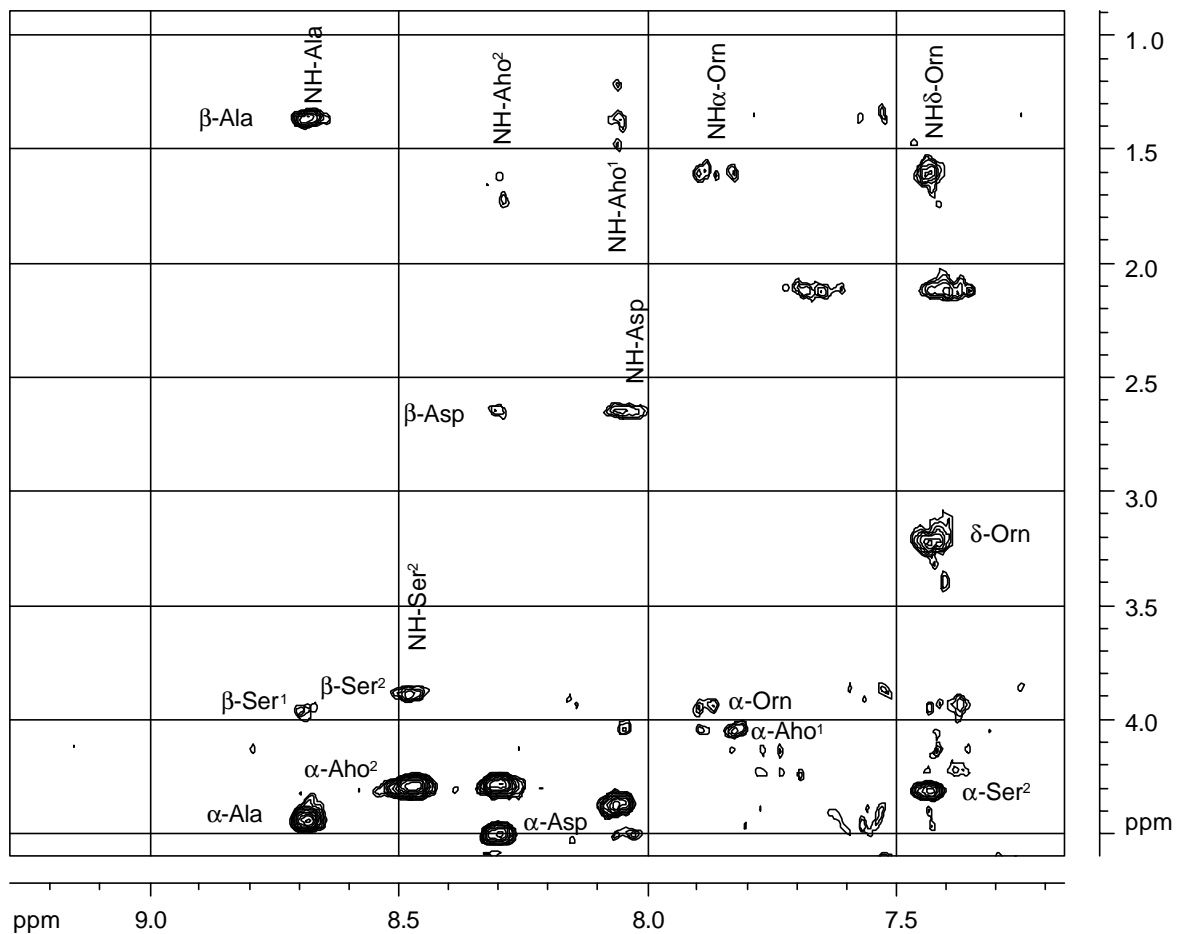 1.0
NH-Ala
NH-Aho²
NHα-Orn
NHδ-Orn
β-Ala
1.5
NH-Aho¹
2.0
NH-Asp
2.5
β-Asp
3.0
δ-Orn
NH-Ser²
3.5
β-Ser¹
β-Ser²
α-Orn
4.0
α-Aho¹
α-Aho²
α-Ser²
α-Ala
α-Asp
ppm
ppm
9.0
8.5
8.0
7.5